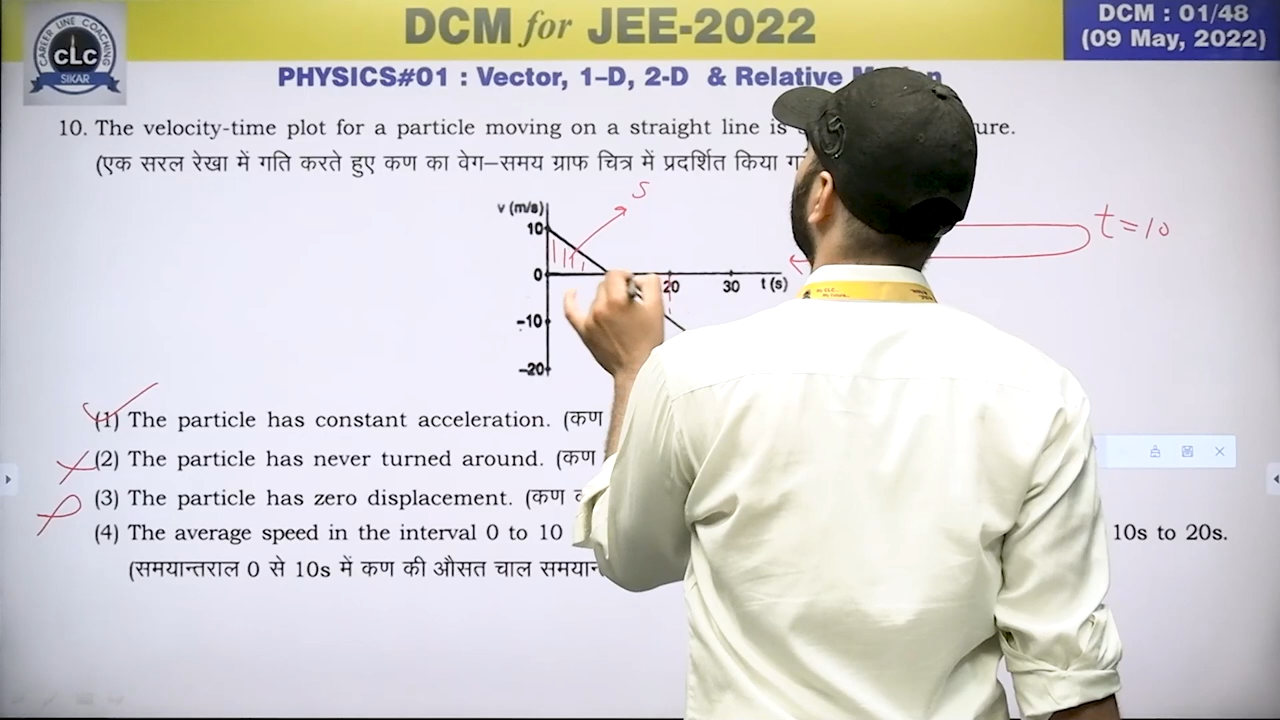 DCM for JEE-2022
DCM : 01/48
(09 May, 2022)
CAREER LINE COACHING
CLC
SIKAR
PHYSICS#01 : Vector, 1–D, 2-D & Relative
10. The velocity-time plot for a particle moving on a straight line is
(एक सरल रेखा में गति करते हुए कण का वेग–समय ग्राफ चित्र में प्रदर्शित किया
S
v (m/s)
10
t = 10
0
20
30
t (s)
–10
–20
(1) The particle has constant acceleration. (कण
(2) The particle has never turned around. (कण
(3) The particle has zero displacement. (कण
(4) The average speed in the interval 0 to 10 10s to 20s.
(समयान्तराल 0 से 10s में कण की औसत चाल